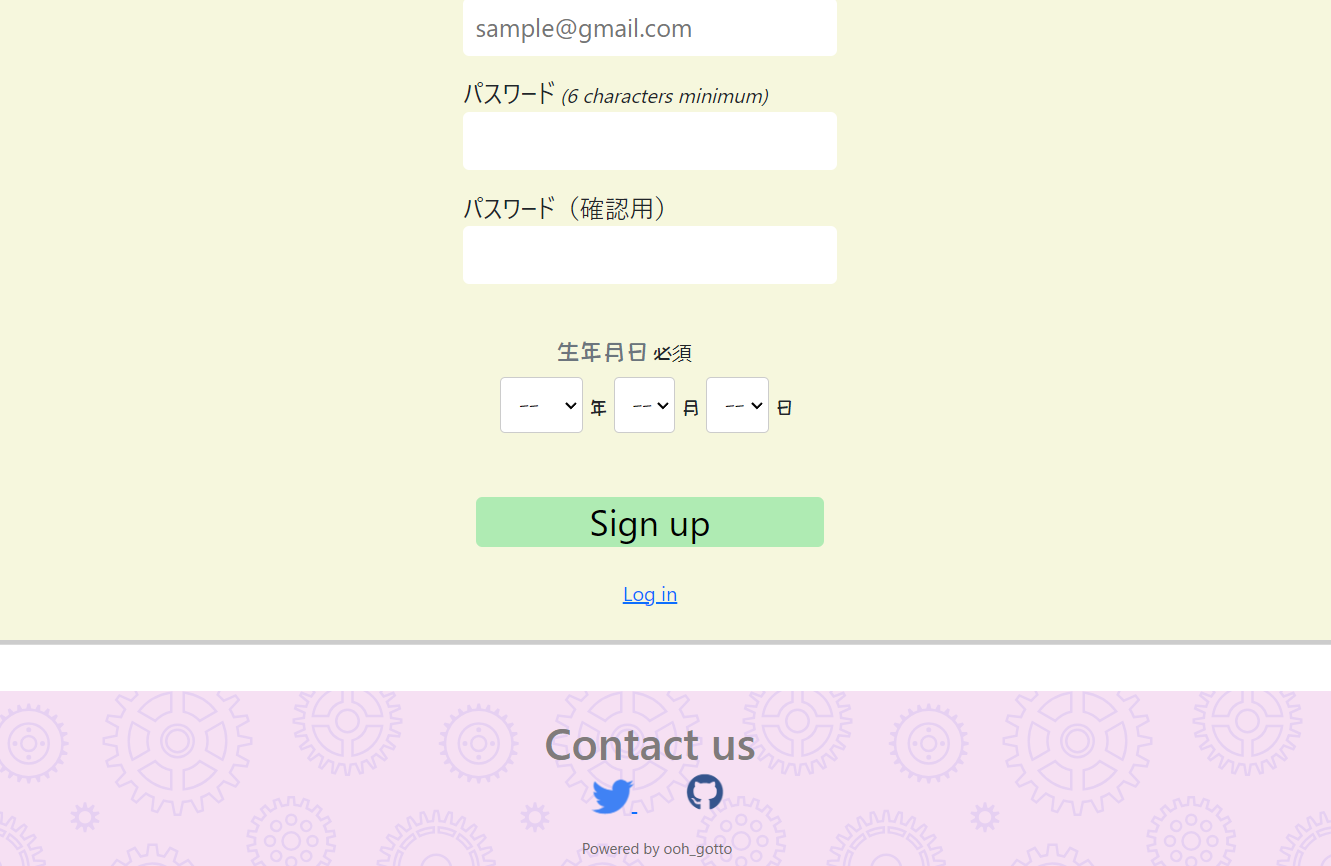 sample@gmail.com
パスワード (6 characters minimum)
パスワード（確認用）
生年月日 必須
-- 年 -- 月 -- 日
Sign up
Log in
Contact us
Powered by ooh_gotto